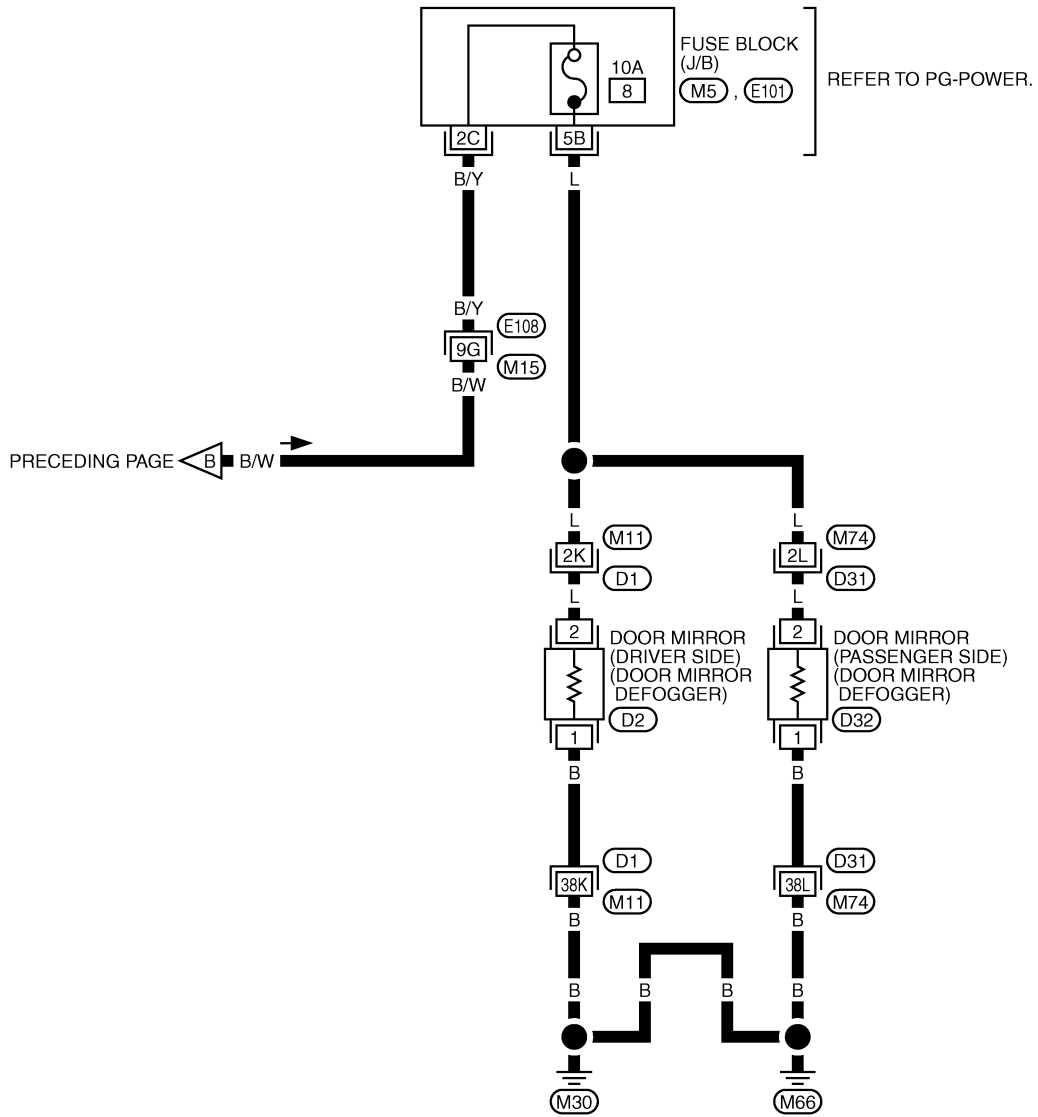 FUSE BLOCK
(J/B)
10A
8
M5 , E101
REFER TO PG-POWER.
2C
5B
B/Y
L
B/Y
E108
9G
M15
B/W
PRECEDING PAGE B B/W
L
L
M11
M74
2K
2L
D1
D31
L
L
2
2
DOOR MIRROR
(DRIVER SIDE)
(DOOR MIRROR
DEFOGGER)
D2
DOOR MIRROR
(PASSENGER SIDE)
(DOOR MIRROR
DEFOGGER)
D32
1
1
B
B
D1
D31
38K
38L
M11
M74
B
B
B
B
B
B
M30
M66